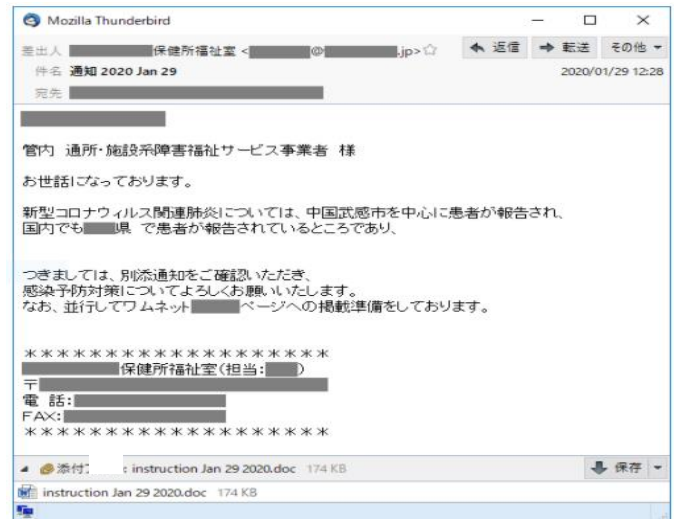 Mozilla Thunderbird
差出人 保健所福祉室 < @ .jp>☆ 返信 転送 その他
件名 通知 2020 Jan 29 2020/01/29 12:28
宛先
管内 通所・施設系障害福祉サービス事業者 様
お世話になっております。
新型コロナウィルス関連肺炎については、中国武感市を中心に患者が報告され、
国内でも 県 で患者が報告されているところであり、
つきましては、別添通知をご確認いただき、
感染予防対策についてよろしくお願いいたします。
なお、並行してワムネット ページへの掲載準備をしております。
＊＊＊＊＊＊＊＊＊＊＊＊＊＊＊＊＊＊＊
保健所福祉室(担当: )
〒
電 話:
FAX:
＊＊＊＊＊＊＊＊＊＊＊＊＊＊＊＊＊＊＊
添付 : instruction Jan 29 2020.doc 174 KB 保存
instruction Jan 29 2020.doc 174 KB